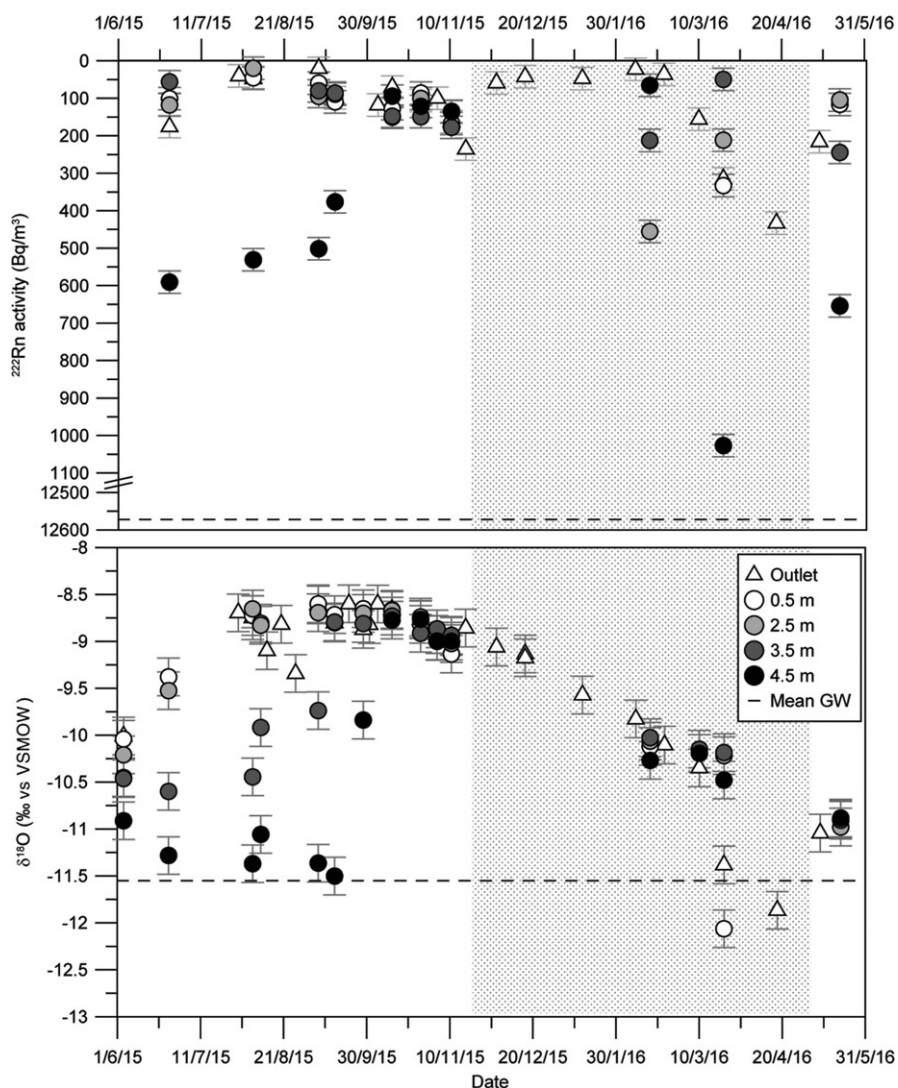 1/6/15 11/7/15 21/8/15 30/9/15 10/11/15 20/12/15 30/1/16 10/3/16 20/4/16 31/5/16
0
100
200
300
400
500
600
700
800
900
1000
1100
12500
12600
²²²Rn activity (Bq/m³)
-8
-8.5
-9
-9.5
-10
-10.5
-11
-11.5
-12
-12.5
-13
δ¹⁸O (‰ vs VSMOW)
Outlet
0.5 m
2.5 m
3.5 m
4.5 m
Mean GW
1/6/15 11/7/15 21/8/15 30/9/15 10/11/15 20/12/15 30/1/16 10/3/16 20/4/16 31/5/16
Date